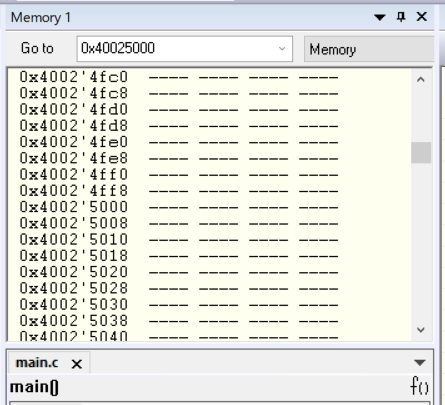 Memory 1
Go to 0x40025000 Memory
0x4002'4fc0 ---- ---- ---- ----
0x4002'4fc8 ---- ---- ---- ----
0x4002'4fd0 ---- ---- ---- ----
0x4002'4fd8 ---- ---- ---- ----
0x4002'4fe0 ---- ---- ---- ----
0x4002'4fe8 ---- ---- ---- ----
0x4002'4ff0 ---- ---- ---- ----
0x4002'4ff8 ---- ---- ---- ----
0x4002'5000 ---- ---- ---- ----
0x4002'5008 ---- ---- ---- ----
0x4002'5010 ---- ---- ---- ----
0x4002'5018 ---- ---- ---- ----
0x4002'5020 ---- ---- ---- ----
0x4002'5028 ---- ---- ---- ----
0x4002'5030 ---- ---- ---- ----
0x4002'5038 ---- ---- ---- ----
0x4002'5040 ---- ---- ---- ----
main.c x
main() f()